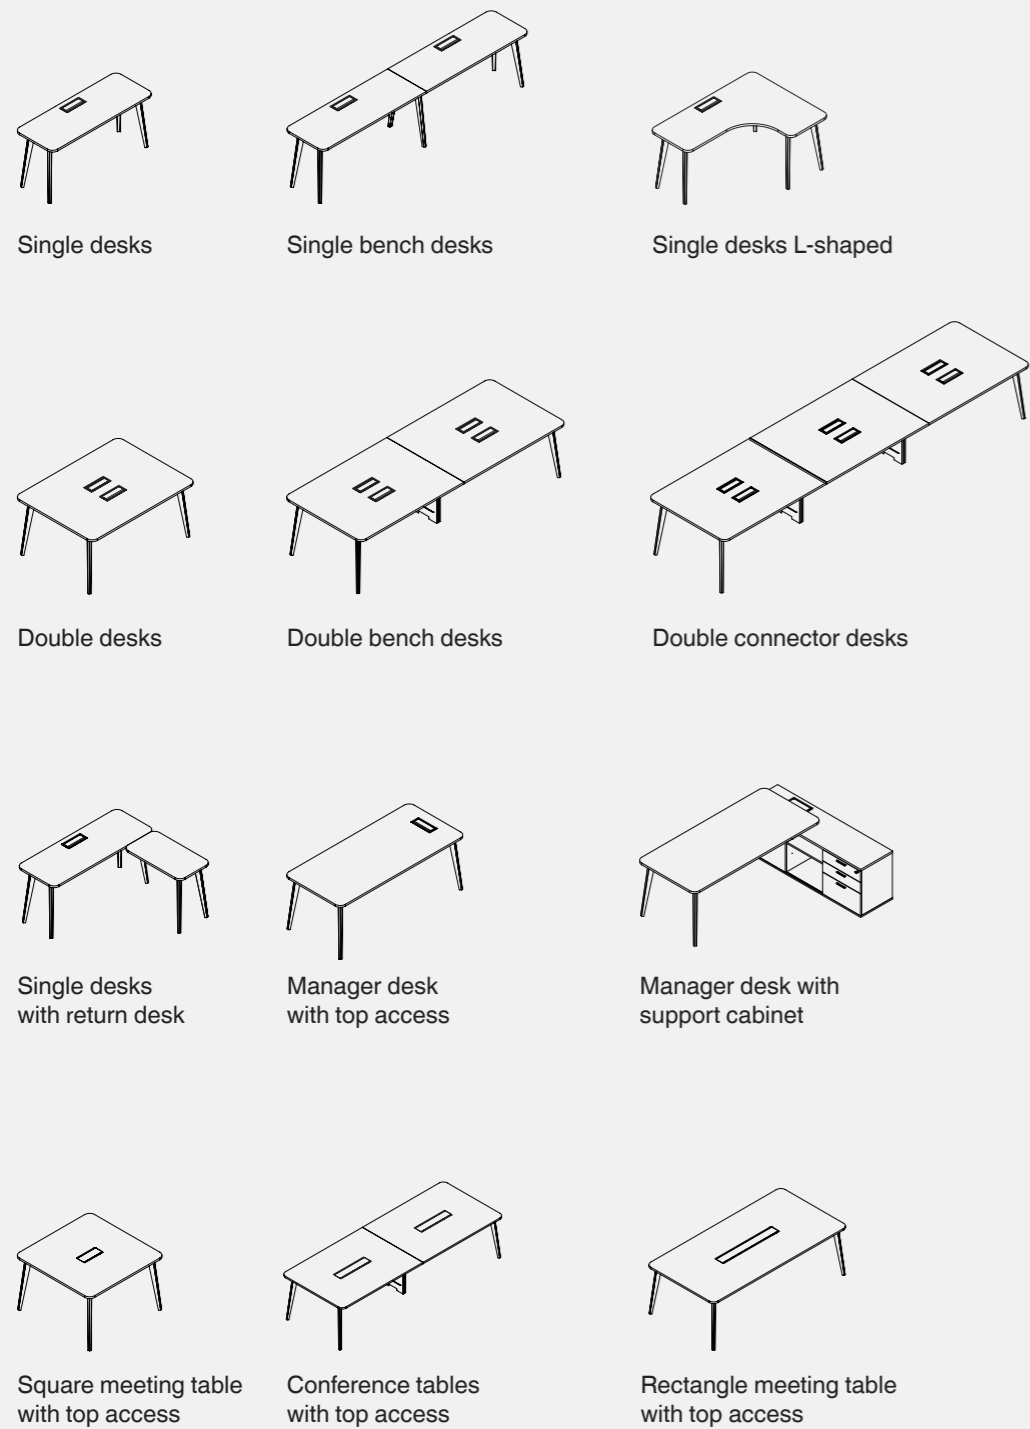 Single desks
Single bench desks
Single desks L-shaped
Double desks
Double bench desks
Double connector desks
Single desks
with return desk
Manager desk
with top access
Manager desk with
support cabinet
Square meeting table
with top access
Conference tables
with top access
Rectangle meeting table
with top access